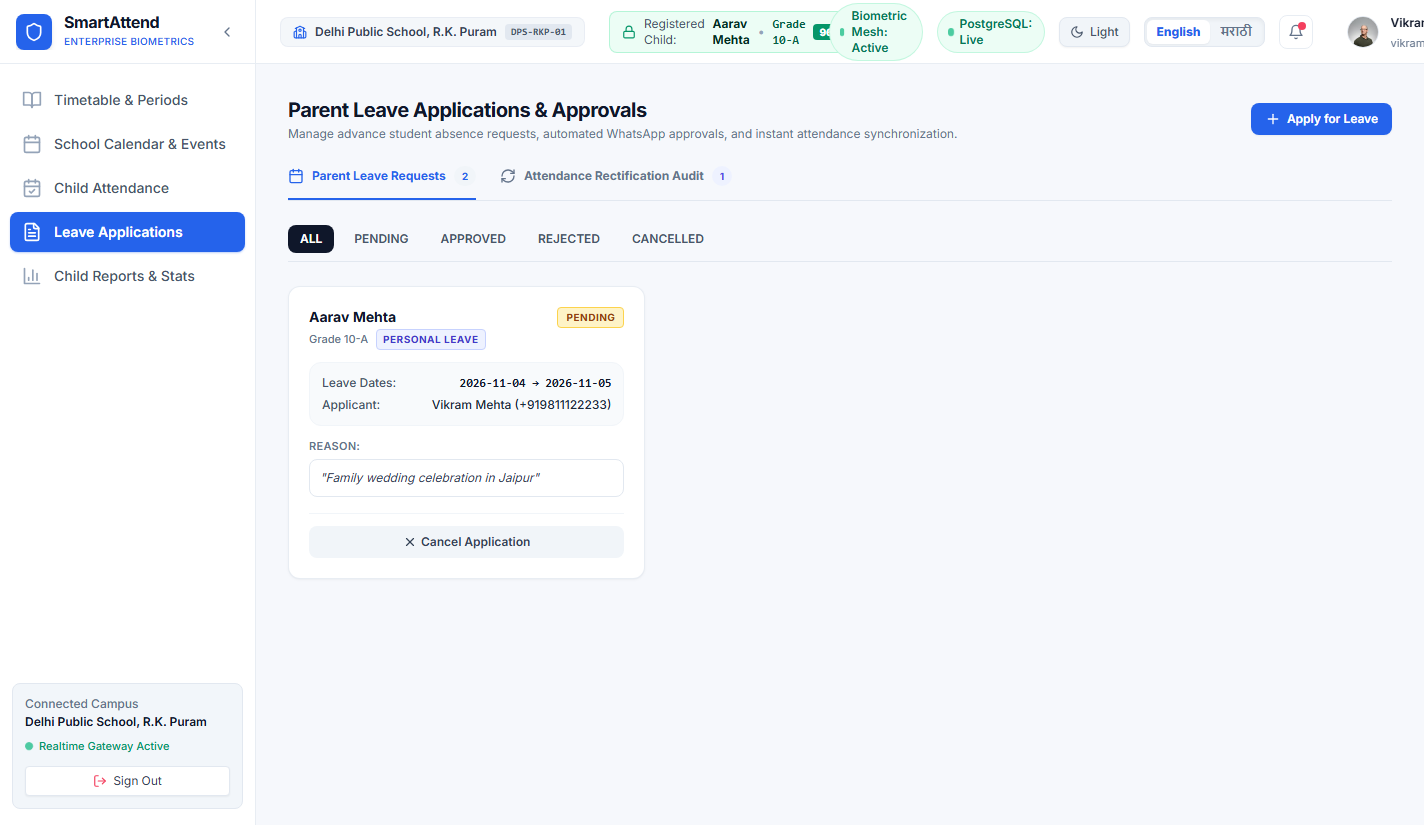 SmartAttend
ENTERPRISE BIOMETRICS
Delhi Public School, R.K. Puram DPS-RKP-01
Registered Child:
Aarav Mehta
Grade 10-A
Biometric Mesh: Active
PostgreSQL: Live
Light
English मराठी
vikram
Timetable & Periods
School Calendar & Events
Child Attendance
Leave Applications
Child Reports & Stats
Parent Leave Applications & Approvals
Manage advance student absence requests, automated WhatsApp approvals, and instant attendance synchronization.
Apply for Leave
Parent Leave Requests 2
Attendance Rectification Audit 1
ALL PENDING APPROVED REJECTED CANCELLED
Aarav Mehta PENDING
Grade 10-A PERSONAL LEAVE
Leave Dates: 2026-11-04 → 2026-11-05
Applicant: Vikram Mehta (+919811122233)
REASON:
"Family wedding celebration in Jaipur"
Cancel Application
Connected Campus
Delhi Public School, R.K. Puram
Realtime Gateway Active
Sign Out